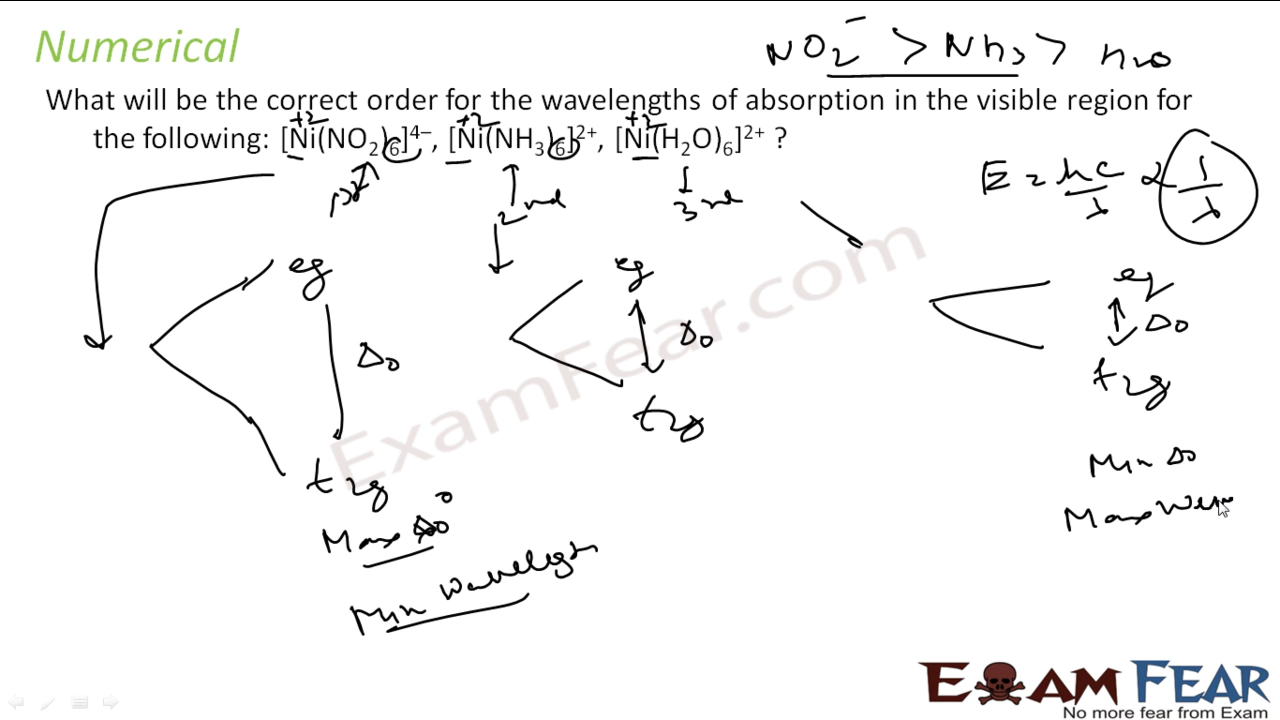 Numerical
NO₂⁻ > NH₃ > H₂O
What will be the correct order for the wavelengths of absorption in the visible region for
+2 +2 +2
the following: [Ni(NO₂)₆]⁴⁻, [Ni(NH₃)₆]²⁺, [Ni(H₂O)₆]²⁺ ?
E = hc/λ α 1/λ
2nd 3rd
eg eg eg
Δo Δo Δo
t2g t2g t2g
Min Δo
Max Δo
Max
Min wavelength
ExamFear.com
EXAM FEAR
No more fear from Exam